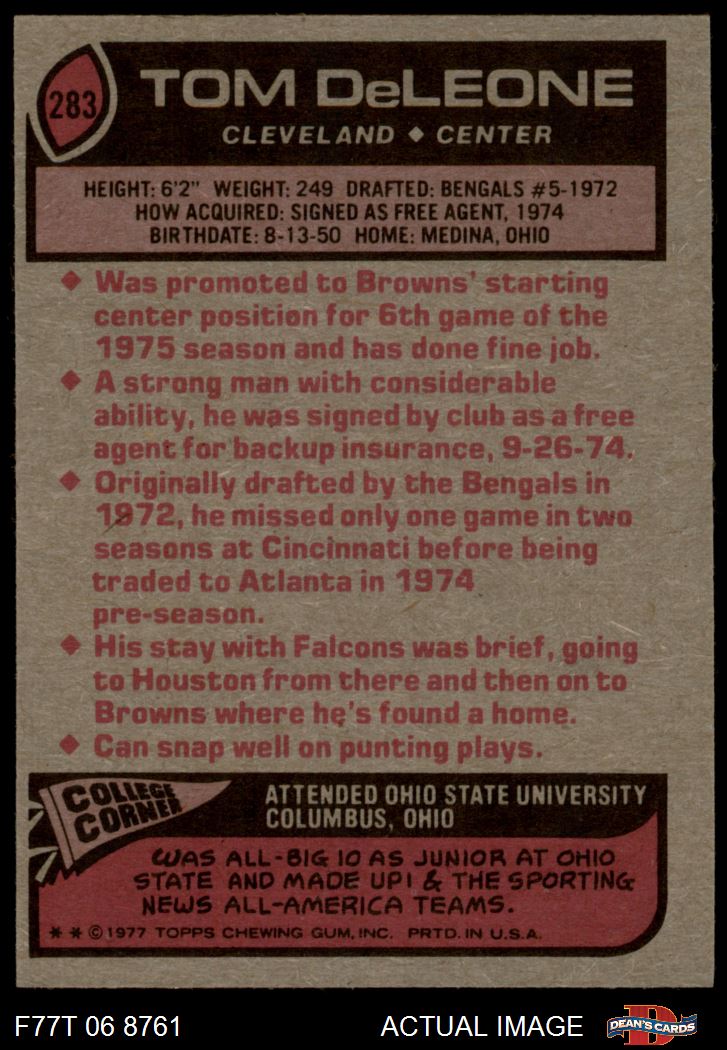 283
TOM DeLEONE
CLEVELAND ♦ CENTER
HEIGHT: 6'2" WEIGHT: 249 DRAFTED: BENGALS #5-1972
HOW ACQUIRED: SIGNED AS FREE AGENT, 1974
BIRTHDATE: 8-13-50 HOME: MEDINA, OHIO
♦ Was promoted to Browns' starting
center position for 6th game of the
1975 season and has done fine job.
♦ A strong man with considerable
ability, he was signed by club as a free
agent for backup insurance, 9-26-74.
♦ Originally drafted by the Bengals in
1972, he missed only one game in two
seasons at Cincinnati before being
traded to Atlanta in 1974
pre-season.
♦ His stay with Falcons was brief, going
to Houston from there and then on to
Browns where he's found a home.
♦ Can snap well on punting plays.
COLLEGE
CORNER
ATTENDED OHIO STATE UNIVERSITY
COLUMBUS, OHIO
WAS ALL-BIG 10 AS JUNIOR AT OHIO
STATE AND MADE UPI & THE SPORTING
NEWS ALL-AMERICA TEAMS.
* * © 1977 TOPPS CHEWING GUM, INC. PRTD. IN U.S.A.
F77T 06 8761
ACTUAL IMAGE
DEAN'S CARDS